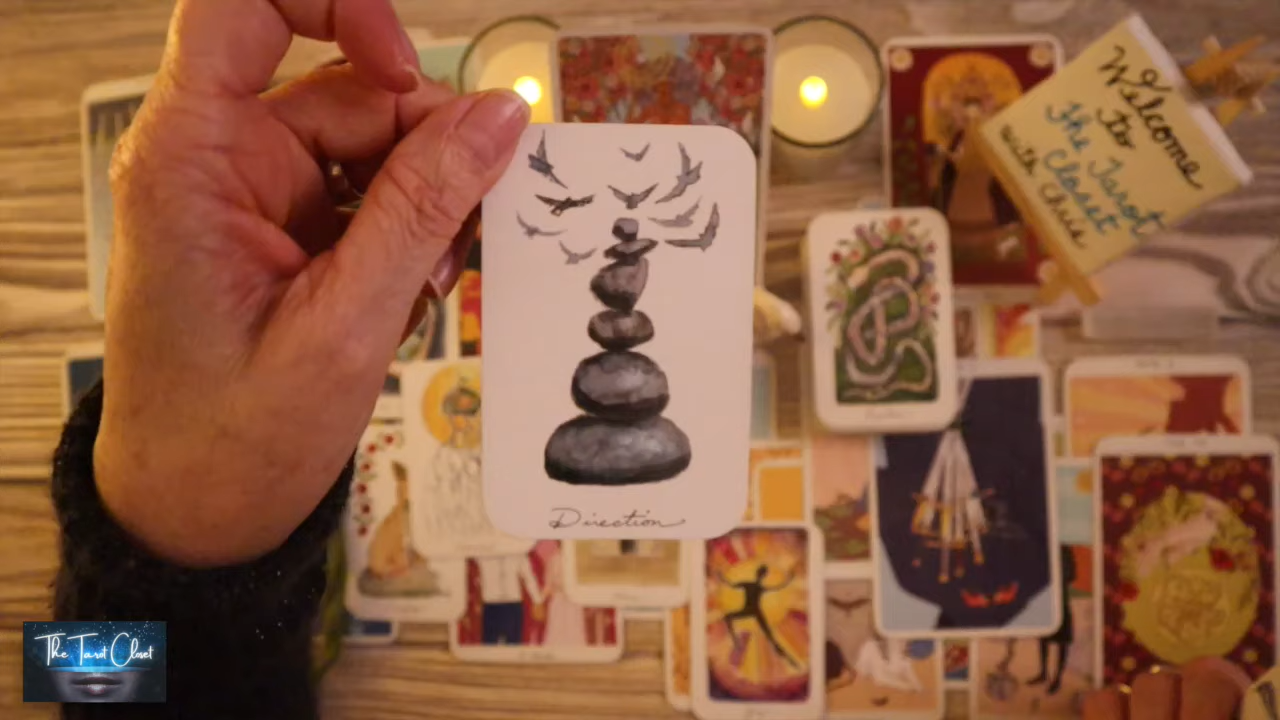 Welcome
to
The Tarot
Closet
with Chris
Direction
The Tarot Closet